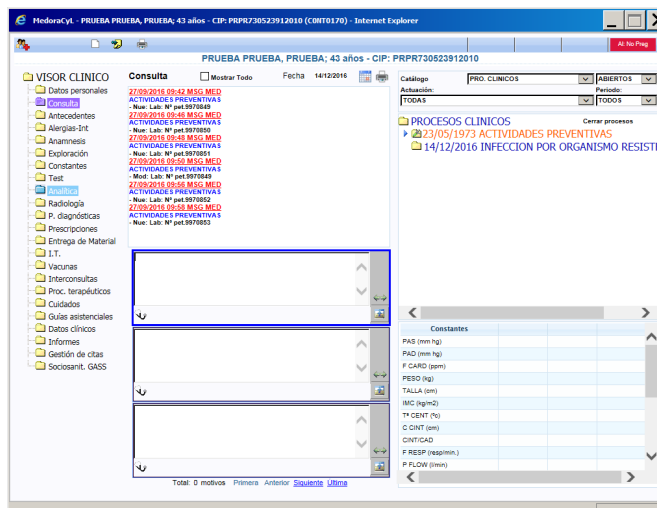 MedoraCyL - PRUEBA PRUEBA, PRUEBA; 43 años - CIP: PRPR730523912010 (C0NT0170) - Internet Explorer
Al: No Preg
PRUEBA PRUEBA, PRUEBA; 43 años - CIP: PRPR730523912010
VISOR CLINICO
Datos personales
Consulta
Antecedentes
Alergias-Int
Anamnesis
Exploración
Constantes
Test
Analítica
Radiología
P. diagnósticas
Prescripciones
Entrega de Material
I.T.
Vacunas
Interconsultas
Proc. terapéuticos
Cuidados
Guías asistenciales
Datos clínicos
Informes
Gestión de citas
Sociosanit. GASS
Consulta Mostrar Todo Fecha 14/12/2016
27/09/2016 09:42 MSG MED
ACTIVIDADES PREVENTIVAS
- Nue: Lab: Nº pet.9970849
27/09/2016 09:46 MSG MED
ACTIVIDADES PREVENTIVAS
- Nue: Lab: Nº pet.9970850
27/09/2016 09:48 MSG MED
ACTIVIDADES PREVENTIVAS
- Nue: Lab: Nº pet.9970851
27/09/2016 09:50 MSG MED
ACTIVIDADES PREVENTIVAS
- Mod: Lab: Nº pet.9970849
27/09/2016 09:56 MSG MED
ACTIVIDADES PREVENTIVAS
- Nue: Lab: Nº pet.9970852
27/09/2016 09:58 MSG MED
ACTIVIDADES PREVENTIVAS
- Nue: Lab: Nº pet.9970853
Total: 0 motivos Primera Anterior Siguiente Ultima
Catálogo PRO. CLINICOS ABIERTOS
Actuación: Periodo:
TODAS TODOS
PROCESOS CLINICOS Cerrar procesos
23/05/1973 ACTIVIDADES PREVENTIVAS
14/12/2016 INFECCION POR ORGANISMO RESISTE
Constantes
PAS (mm hg)
PAD (mm hg)
F CARD (ppm)
PESO (kg)
TALLA (cm)
IMC (kg/m2)
Tª CENT (ºc)
C CINT (cm)
CINT/CAD
F RESP (resp/min.)
P FLOW (l/min)